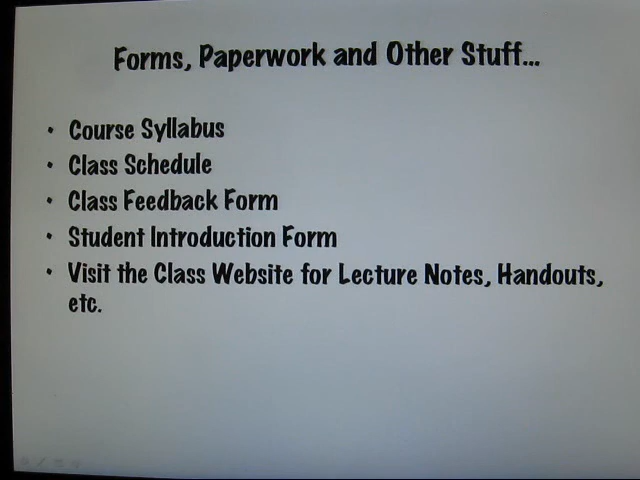 Forms, Paperwork and Other Stuff...
• Course Syllabus
• Class Schedule
• Class Feedback Form
• Student Introduction Form
• Visit the Class Website for Lecture Notes, Handouts,
etc.